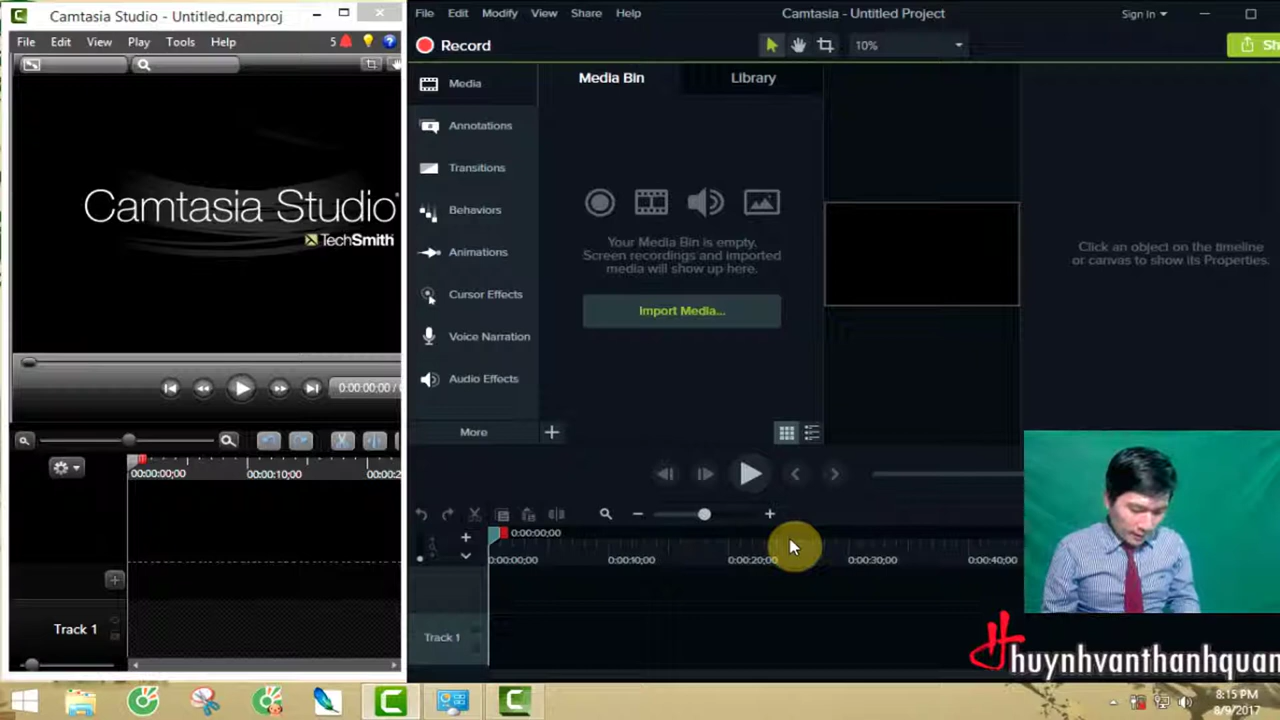 Camtasia Studio - Untitled.camproj
File Edit View Play Tools Help 5
Camtasia Studio
TechSmith
0:00:00;00 /
00:00:00;00 00:00:10;00 00:00:2
Track 1
File Edit Modify View Share Help
Camtasia - Untitled Project
Sign In
Record
10%
Sh
Media
Annotations
Transitions
Behaviors
Animations
Cursor Effects
Voice Narration
Audio Effects
More
Media Bin
Library
Your Media Bin is empty.
Screen recordings and imported
media will show up here.
Import Media...
Click an object on the timeline
or canvas to show its Properties.
0:00:00;00
0:00:00;00 0:00:10;00 0:00:20;00 0:00:30;00 0:00:40;00
Track 1
huynhvanthanhquan
8:15 PM
8/9/2017